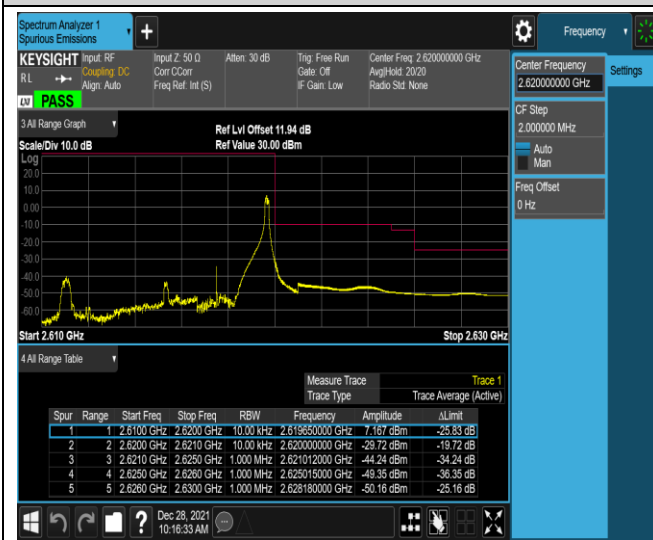 Spectrum Analyzer 1
Spurious Emissions
+
Frequency
KEYSIGHT
Input: RF
Coupling: DC
Align: Auto
RL
LXI
PASS
Input Z: 50 Ω
Corr CCorr
Freq Ref: Int (S)
Atten: 30 dB
Trig: Free Run
Gate: Off
IF Gain: Low
Center Freq: 2.620000000 GHz
Avg|Hold: 20/20
Radio Std: None
Center Frequency
2.620000000 GHz
Settings
CF Step
2.000000 MHz
Auto
Man
Freq Offset
0 Hz
3 All Range Graph
Scale/Div 10.0 dB
Ref Lvl Offset 11.94 dB
Ref Value 30.00 dBm
Log
20.0
10.0
0.00
-10.0
-20.0
-30.0
-40.0
-50.0
-60.0
Start 2.610 GHz
Stop 2.630 GHz
4 All Range Table
Measure Trace Trace 1
Trace Type Trace Average (Active)
Spur Range Start Freq Stop Freq RBW Frequency Amplitude ΔLimit
1 1 2.6100 GHz 2.6200 GHz 10.00 kHz 2.619650000 GHz 7.167 dBm -25.83 dB
2 2 2.6200 GHz 2.6210 GHz 10.00 kHz 2.620000000 GHz -29.72 dBm -19.72 dB
3 3 2.6210 GHz 2.6250 GHz 1.000 MHz 2.621012000 GHz -44.24 dBm -34.24 dB
4 4 2.6250 GHz 2.6260 GHz 1.000 MHz 2.625015000 GHz -49.35 dBm -36.35 dB
5 5 2.6260 GHz 2.6300 GHz 1.000 MHz 2.628180000 GHz -50.16 dBm -25.16 dB
?
Dec 28, 2021
10:16:33 AM